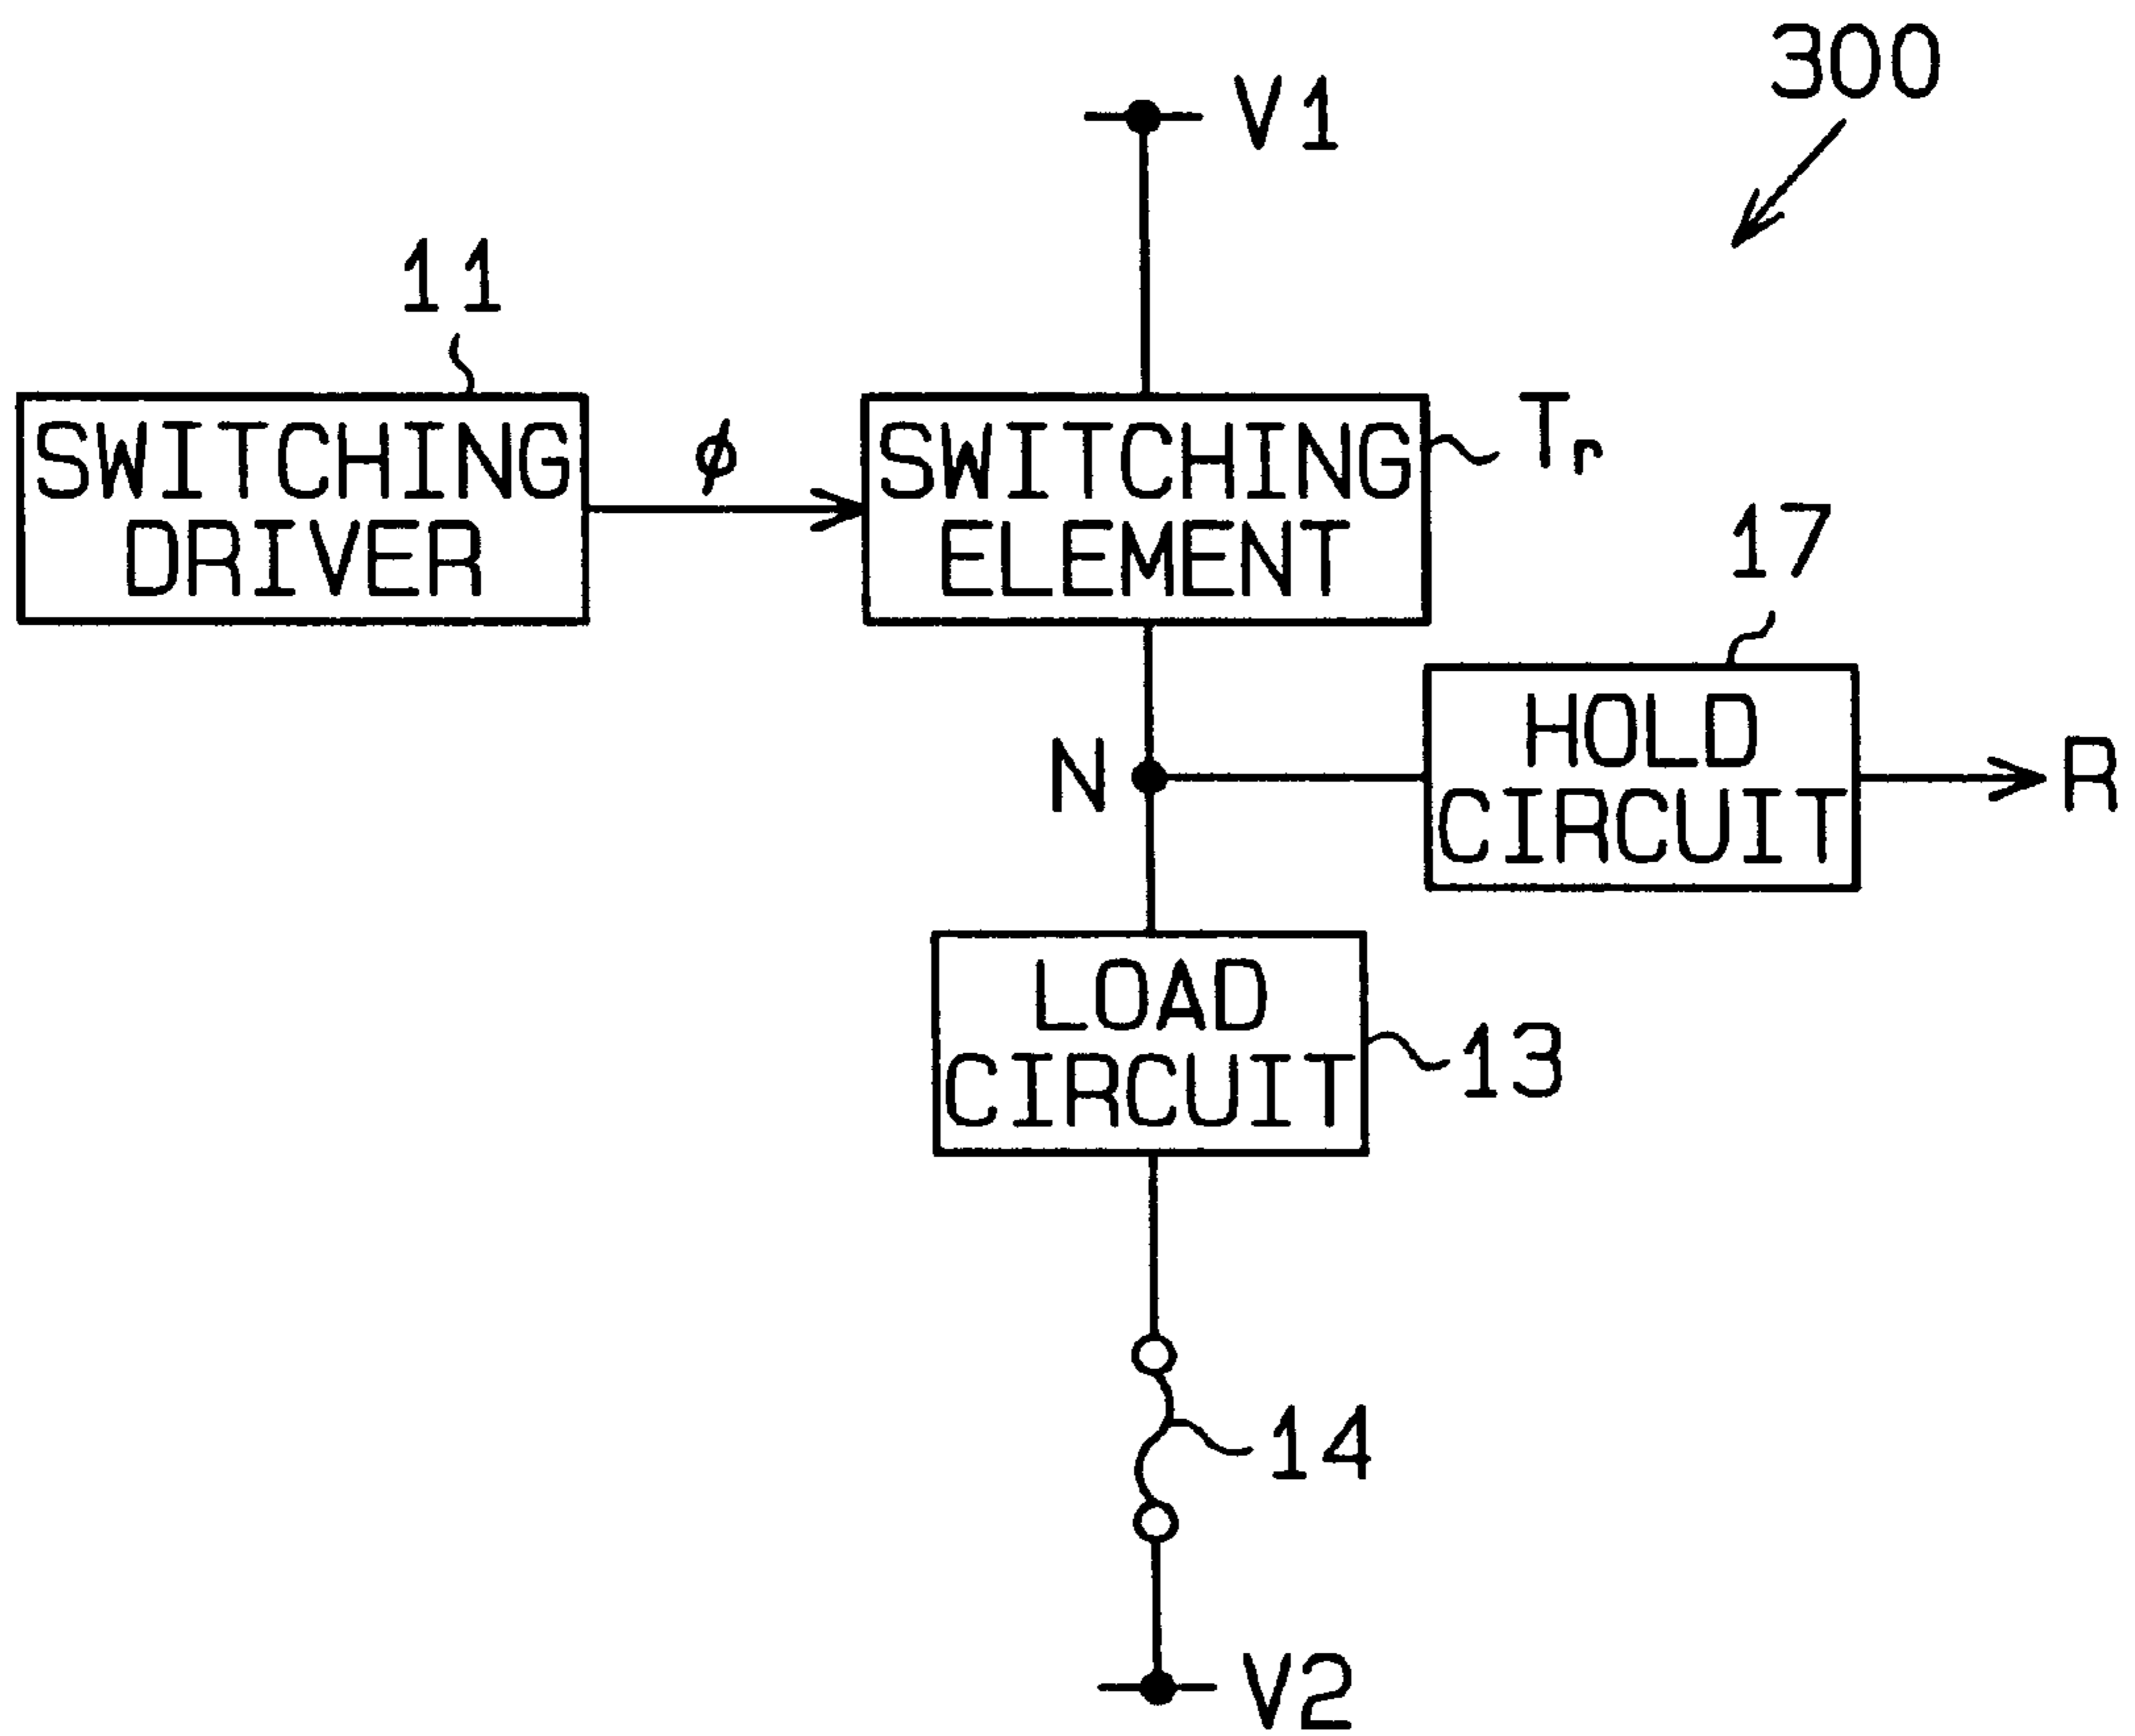 300
V1
11
SWITCHING
DRIVER
φ
SWITCHING
ELEMENT
Tr
17
HOLD
CIRCUIT
N
R
LOAD
CIRCUIT
13
14
V2